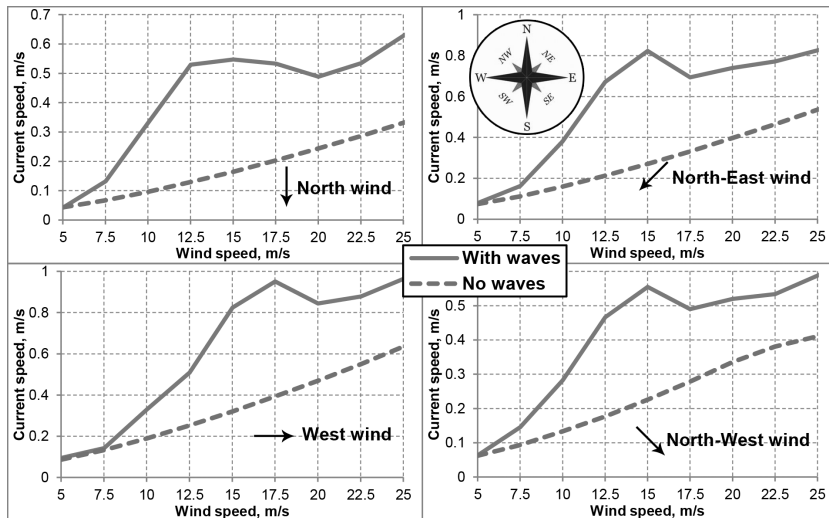 Current speed, m/s
0.7
0.6
0.5
0.4
0.3
0.2
0.1
0
5 7.5 10 12.5 15 17.5 20 22.5 25
Wind speed, m/s
North wind
Current speed, m/s
1
0.8
0.6
0.4
0.2
0
5 7.5 10 12.5 15 17.5 20 22.5 25
Wind speed, m/s
North-East wind
N
NW NE
W E
SW SE
S
With waves
No waves
Current speed, m/s
1
0.8
0.6
0.4
0.2
0
5 7.5 10 12.5 15 17.5 20 22.5 25
Wind speed, m/s
West wind
Current speed, m/s
0.5
0.4
0.3
0.2
0.1
0
5 7.5 10 12.5 15 17.5 20 22.5 25
Wind speed, m/s
North-West wind